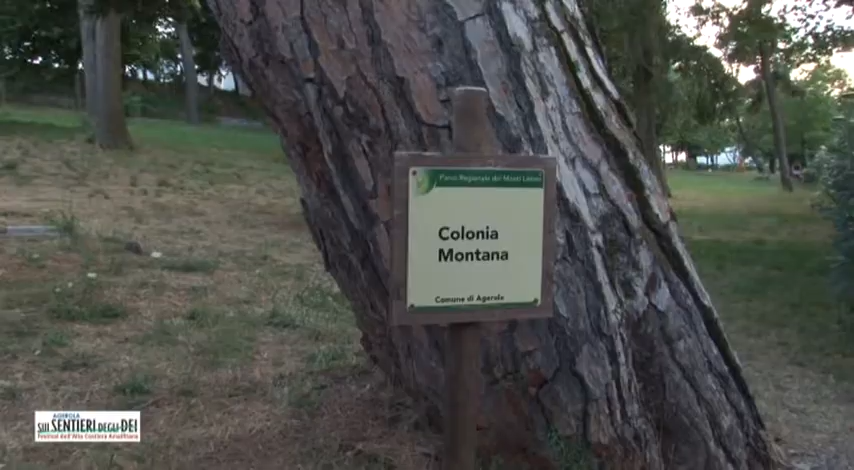 Parco Regionale dei Monti Lattari
Colonia
Montana
Comune di Agerola
AGEROLA
SUI SENTIERI DEGLI DEI
Festival dell'Alta Costiera Amalfitana